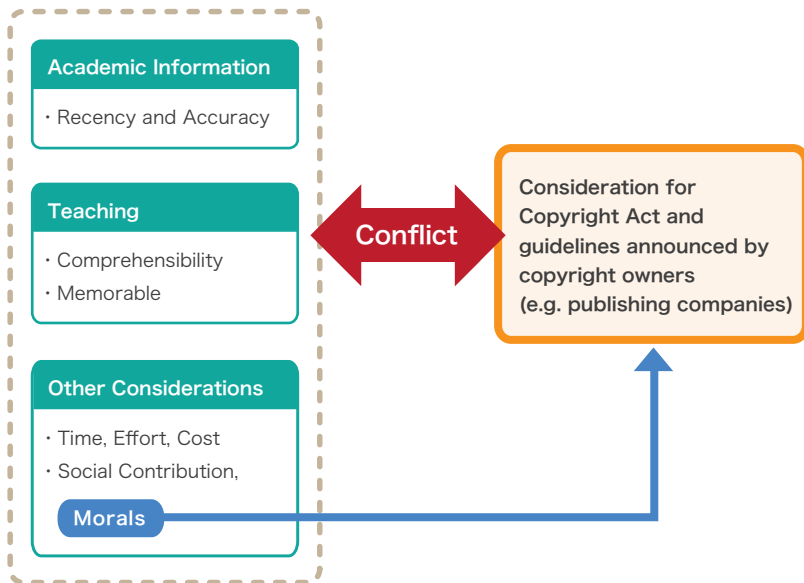 Academic Information
・Recency and Accuracy
Teaching
・Comprehensibility
・Memorable
Other Considerations
・Time, Effort, Cost
・Social Contribution,
Morals
Conflict
Consideration for
Copyright Act and
guidelines announced by
copyright owners
(e.g. publishing companies)